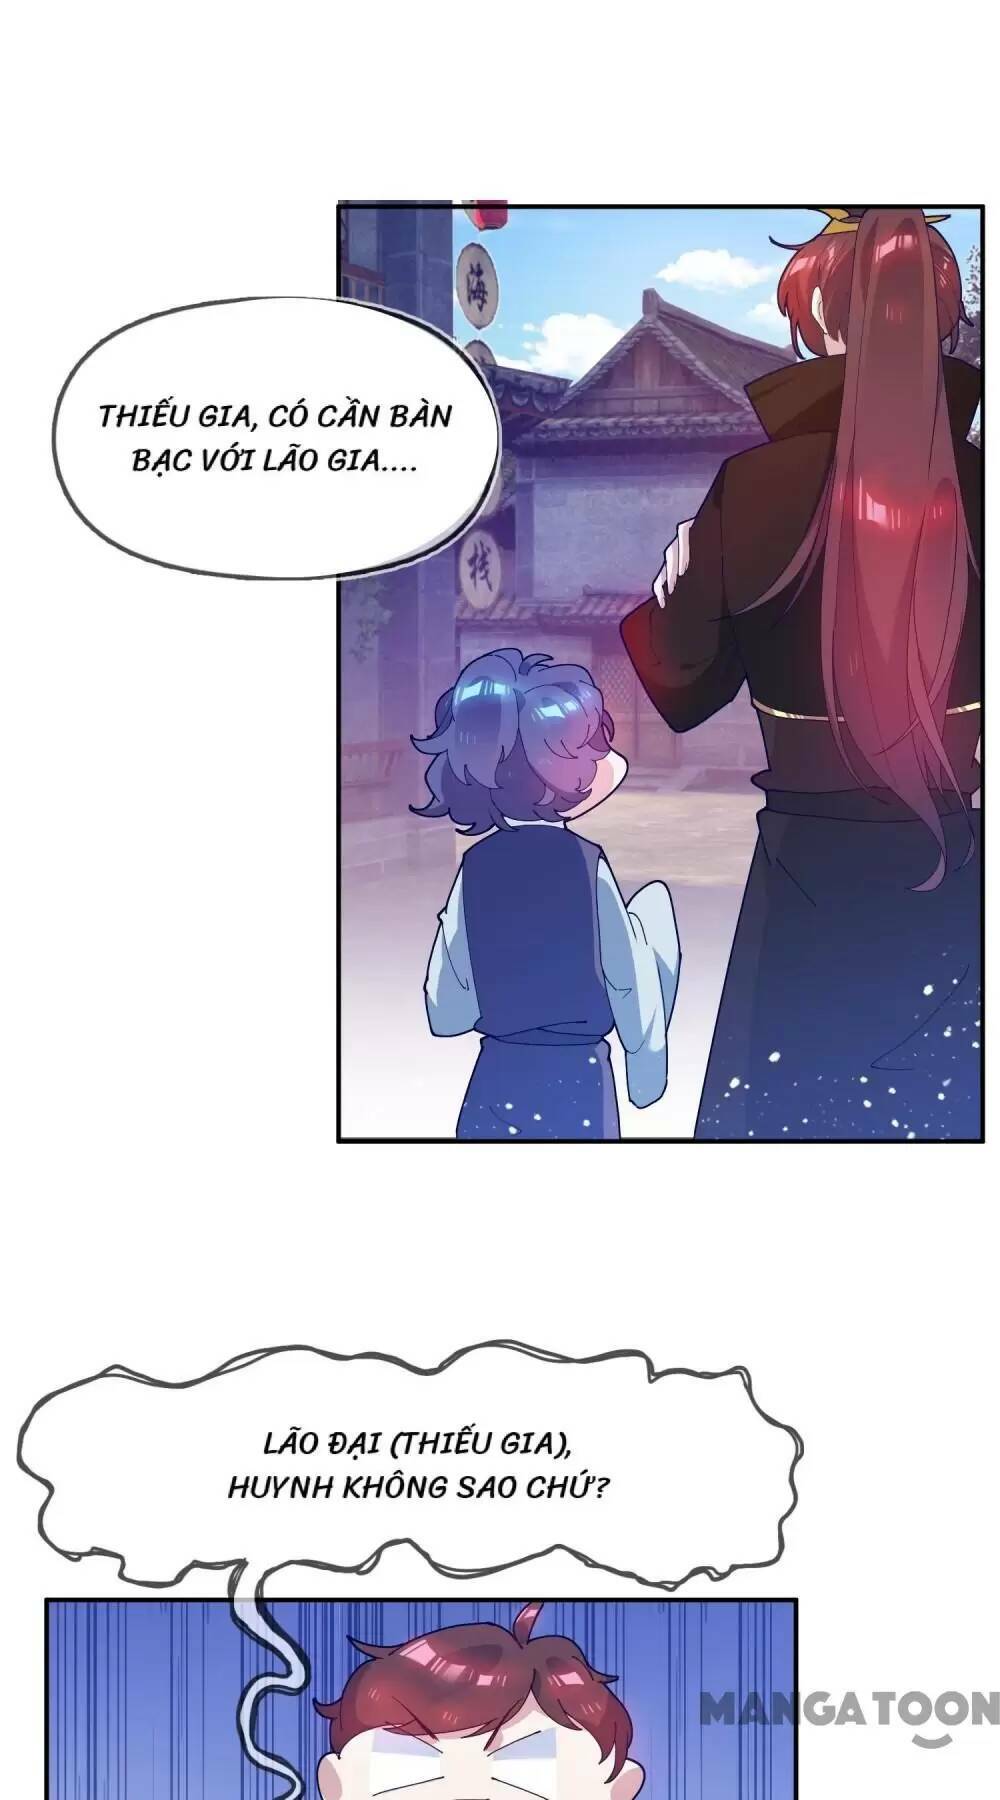 海
THIẾU GIA, CÓ CẦN BÀN
BẠC VỚI LÃO GIA....
栈
LÃO ĐẠI (THIẾU GIA),
HUYNH KHÔNG SAO CHỨ?
MANGATOON